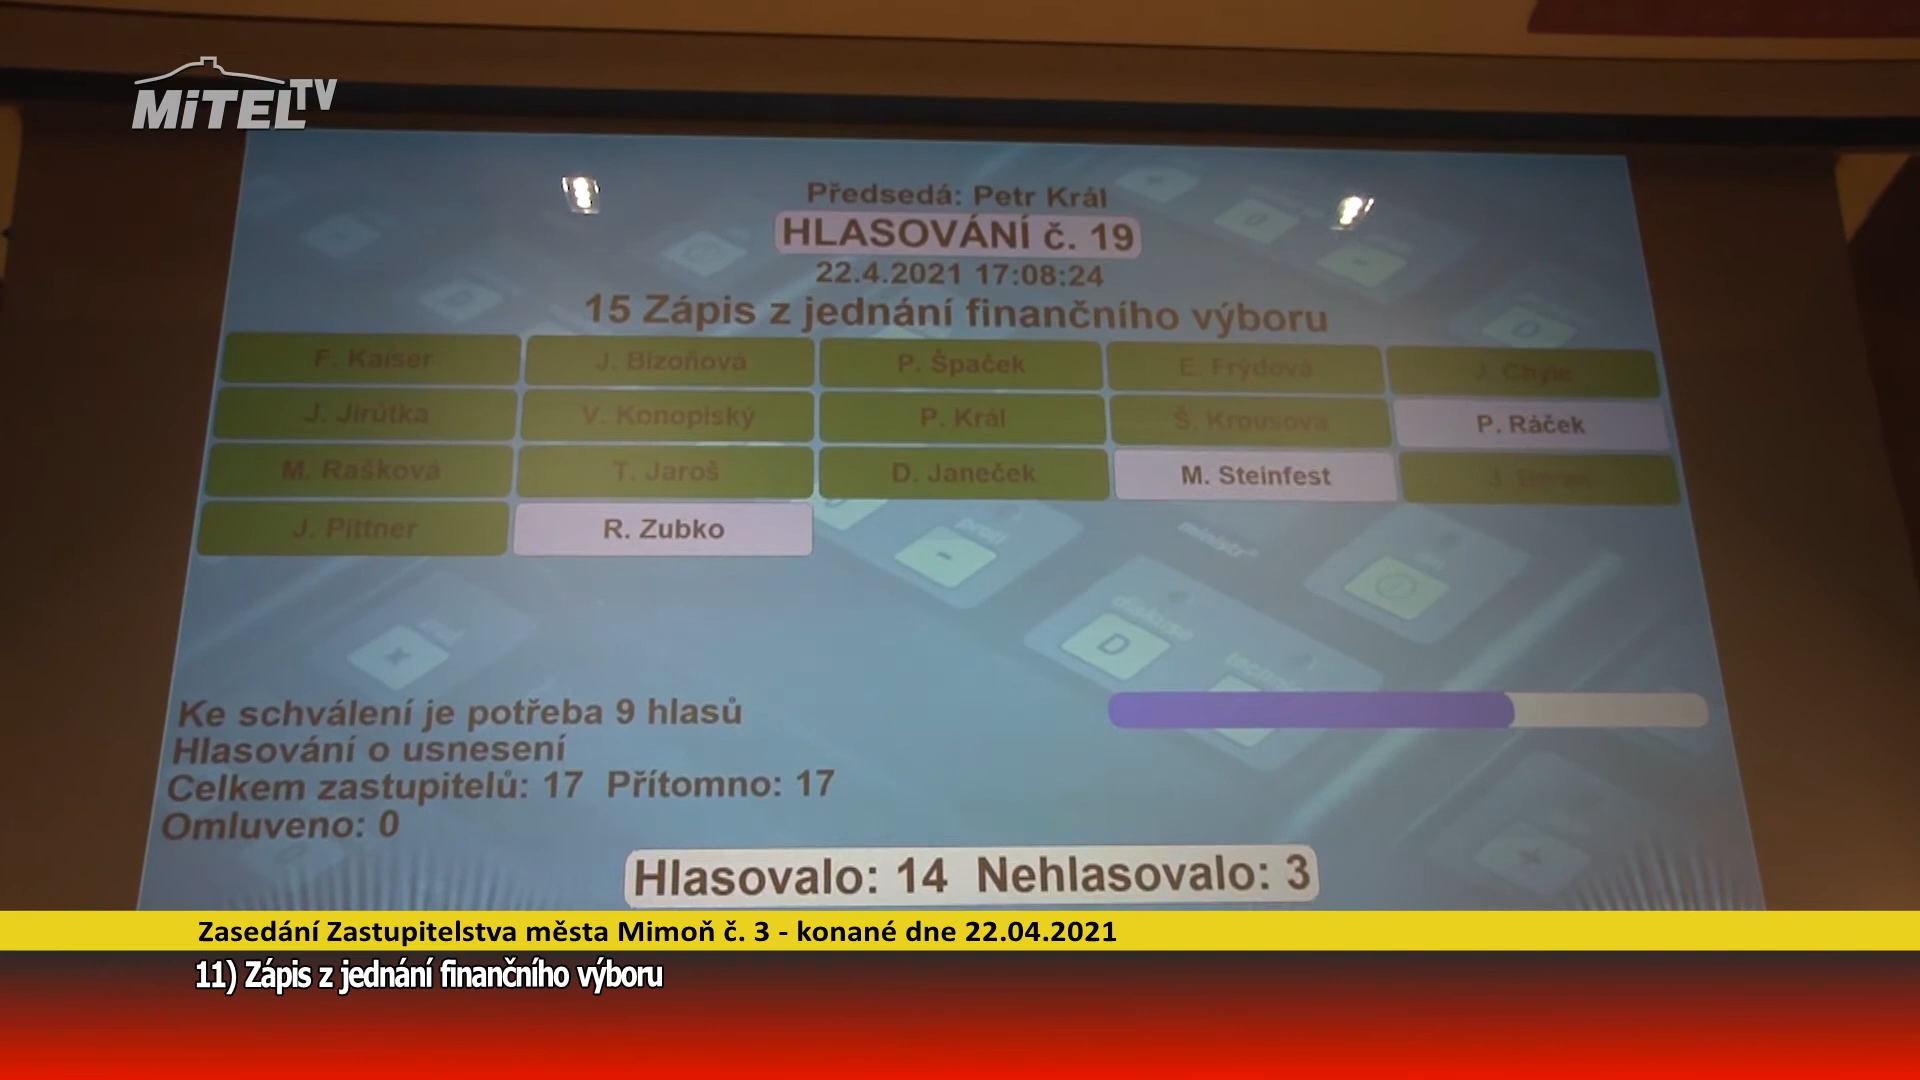 MiTEL TV
Předsedá: Petr Král
HLASOVÁNÍ č. 19
22.4.2021 17:08:24
15 Zápis z jednání finančního výboru
F. Kaiser J. Bizoňová P. Špaček E. Frýdová J. Chyle
J. Jirůtka V. Konopiský P. Král Š. Krousová P. Ráček
M. Rašková T. Jaroš D. Janeček M. Steinfest J.
J. Pittner R. Zubko
Ke schválení je potřeba 9 hlasů
Hlasování o usnesení
Celkem zastupitelů: 17 Přítomno: 17
Omluveno: 0
Hlasovalo: 14 Nehlasovalo: 3
Zasedání Zastupitelstva města Mimoň č. 3 - konané dne 22.04.2021
11) Zápis z jednání finančního výboru